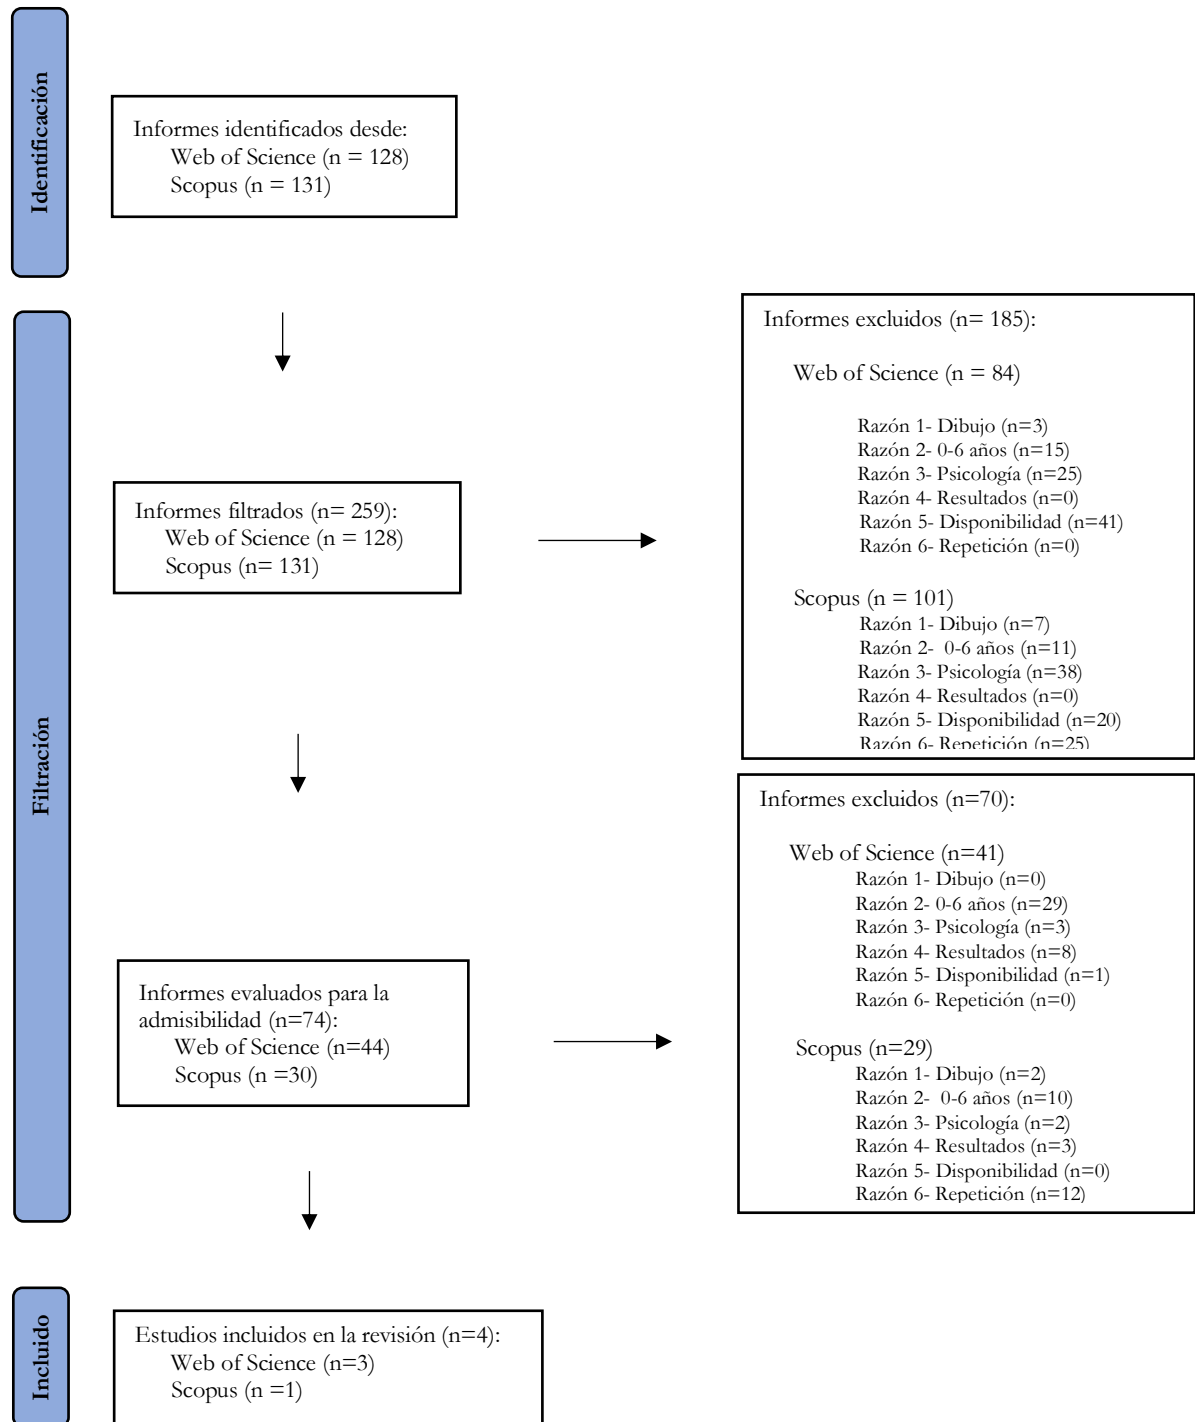 Identificación
Informes identificados desde:
Web of Science (n = 128)
Scopus (n = 131)
Filtración
Informes filtrados (n= 259):
Web of Science (n = 128)
Scopus (n= 131)
Informes excluidos (n= 185):
Web of Science (n = 84)
Razón 1- Dibujo (n=3)
Razón 2- 0-6 años (n=15)
Razón 3- Psicología (n=25)
Razón 4- Resultados (n=0)
Razón 5- Disponibilidad (n=41)
Razón 6- Repetición (n=0)
Scopus (n = 101)
Razón 1- Dibujo (n=7)
Razón 2-  0-6 años (n=11)
Razón 3- Psicología (n=38)
Razón 4- Resultados (n=0)
Razón 5- Disponibilidad (n=20)
Razón 6- Repetición (n=25)
Informes evaluados para la
admisibilidad (n=74):
Web of Science (n=44)
Scopus (n =30)
Informes excluidos (n=70):
Web of Science (n=41)
Razón 1- Dibujo (n=0)
Razón 2- 0-6 años (n=29)
Razón 3- Psicología (n=3)
Razón 4- Resultados (n=8)
Razón 5- Disponibilidad (n=1)
Razón 6- Repetición (n=0)
Scopus (n=29)
Razón 1- Dibujo (n=2)
Razón 2-  0-6 años (n=10)
Razón 3- Psicología (n=2)
Razón 4- Resultados (n=3)
Razón 5- Disponibilidad (n=0)
Razón 6- Repetición (n=12)
Incluido
Estudios incluidos en la revisión (n=4):
Web of Science (n=3)
Scopus (n =1)